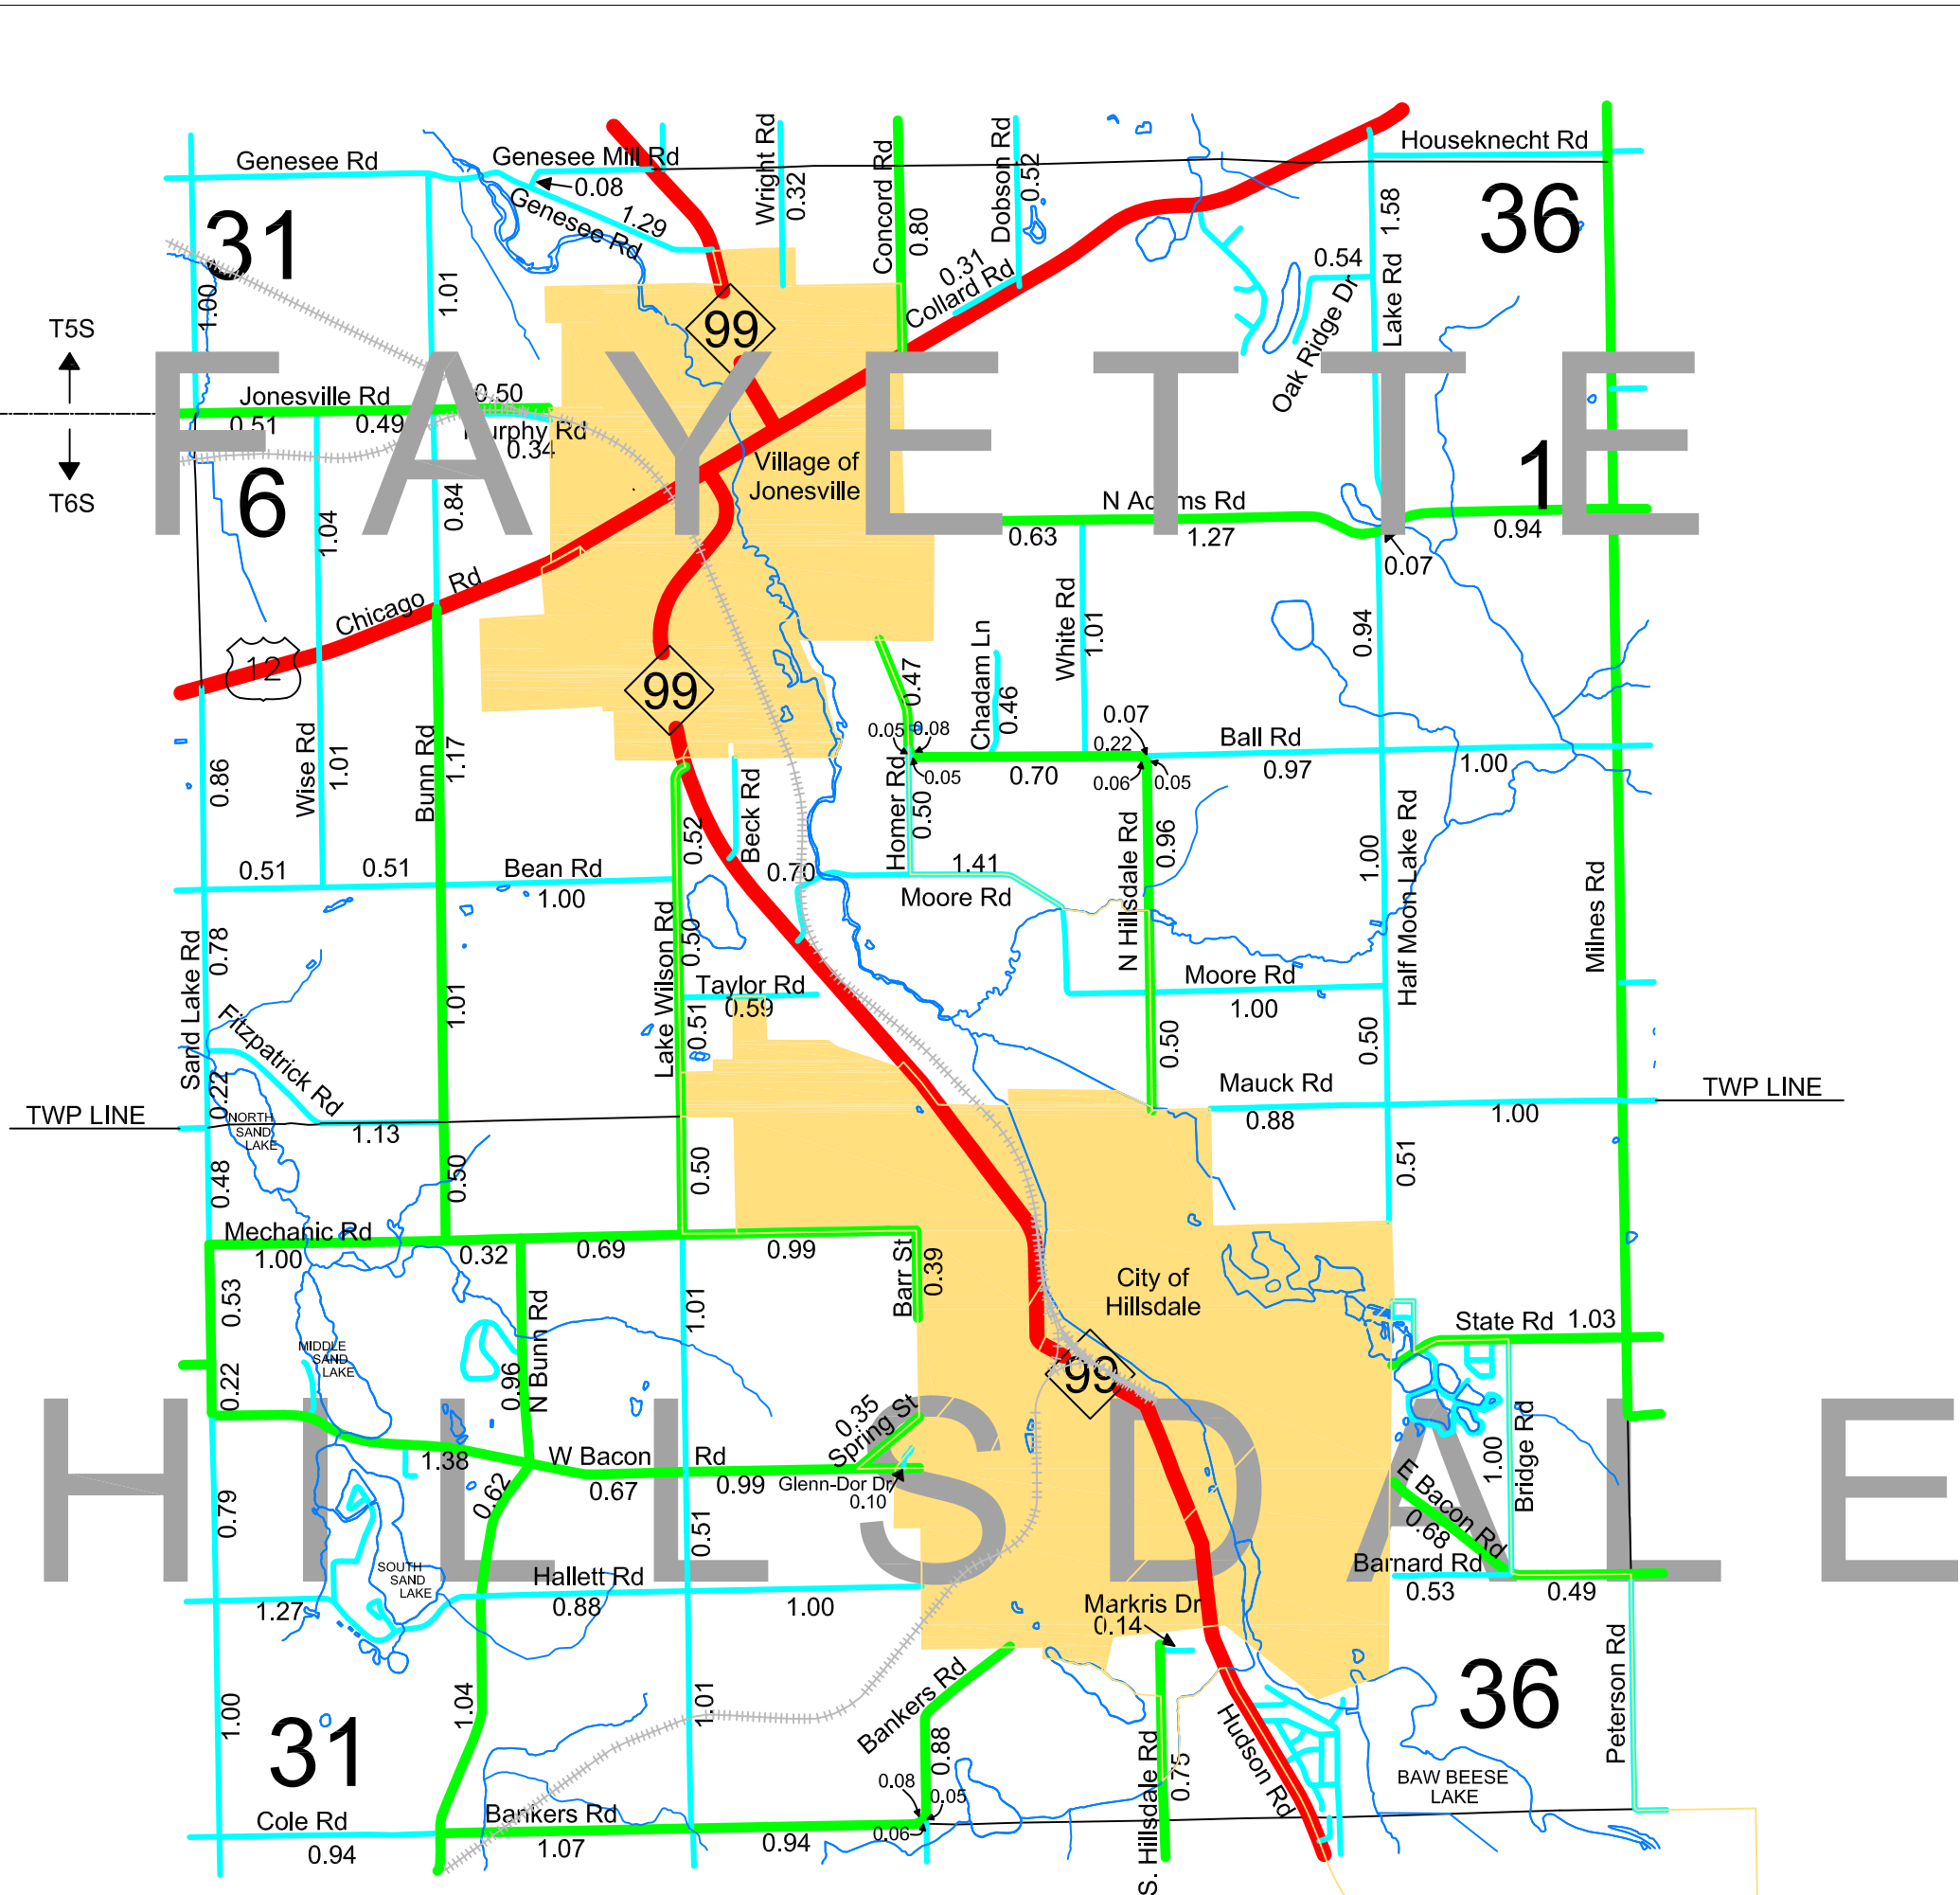 Houseknecht Rd
Genesee Rd
Genesee Mill Rd
0.08
Genesee Rd
1.29
Wright Rd
0.32
Concord Rd
0.80
Dobson Rd
0.52
1.58
36
31
1.01
1.00
0.31
Collard Rd
0.54
Oak Ridge Dr
Lake Rd
T5S
T6S
99
FAYETTE
Jonesville Rd
0.51
0.49
0.50
Murphy Rd
0.34
6
1.04
0.84
Village of
Jonesville
N Adams Rd
0.63
1.27
1
0.94
0.07
Chicago Rd
12
99
White Rd
1.01
0.94
Chadam Ln
0.46
0.47
0.05
0.08
0.05
0.70
0.07
0.22
0.06
0.05
Ball Rd
0.97
1.00
0.86
Wise Rd
1.01
Bunn Rd
1.17
0.52
Beck Rd
Homer Rd
0.50
N Hillsdale Rd
0.96
1.00
Half Moon Lake Rd
Milnes Rd
0.51
0.51
Bean Rd
1.00
0.70
1.41
Moore Rd
Sand Lake Rd
0.78
Lake Wilson Rd
0.50
Taylor Rd
0.59
0.51
Moore Rd
1.00
1.01
0.50
0.50
Fitzpatrick Rd
0.22
1.13
Mauck Rd
0.88
1.00
TWP LINE
TWP LINE
NORTH
SAND
LAKE
0.48
0.50
0.50
0.51
Mechanic Rd
1.00
0.32
0.69
0.99
Barr St
0.39
City of
Hillsdale
0.53
N Bunn Rd
0.96
1.01
State Rd
1.03
MIDDLE
SAND
LAKE
0.22
99
HILLSDALE
0.35
Spring St
1.38
W Bacon Rd
0.67
0.99
Glenn-Dor Dr
0.10
0.62
0.79
0.51
1.00
Bridge Rd
E Bacon Rd
0.68
Barnard Rd
0.53
0.49
SOUTH
SAND
LAKE
Hallett Rd
1.27
0.88
1.00
Markris Dr
0.14
1.00
31
1.04
1.01
Bankers Rd
0.88
0.08
0.05
0.06
S. Hillsdale Rd
0.75
Hudson Rd
36
Peterson Rd
BAW BEESE
LAKE
Cole Rd
0.94
Bankers Rd
1.07
0.94